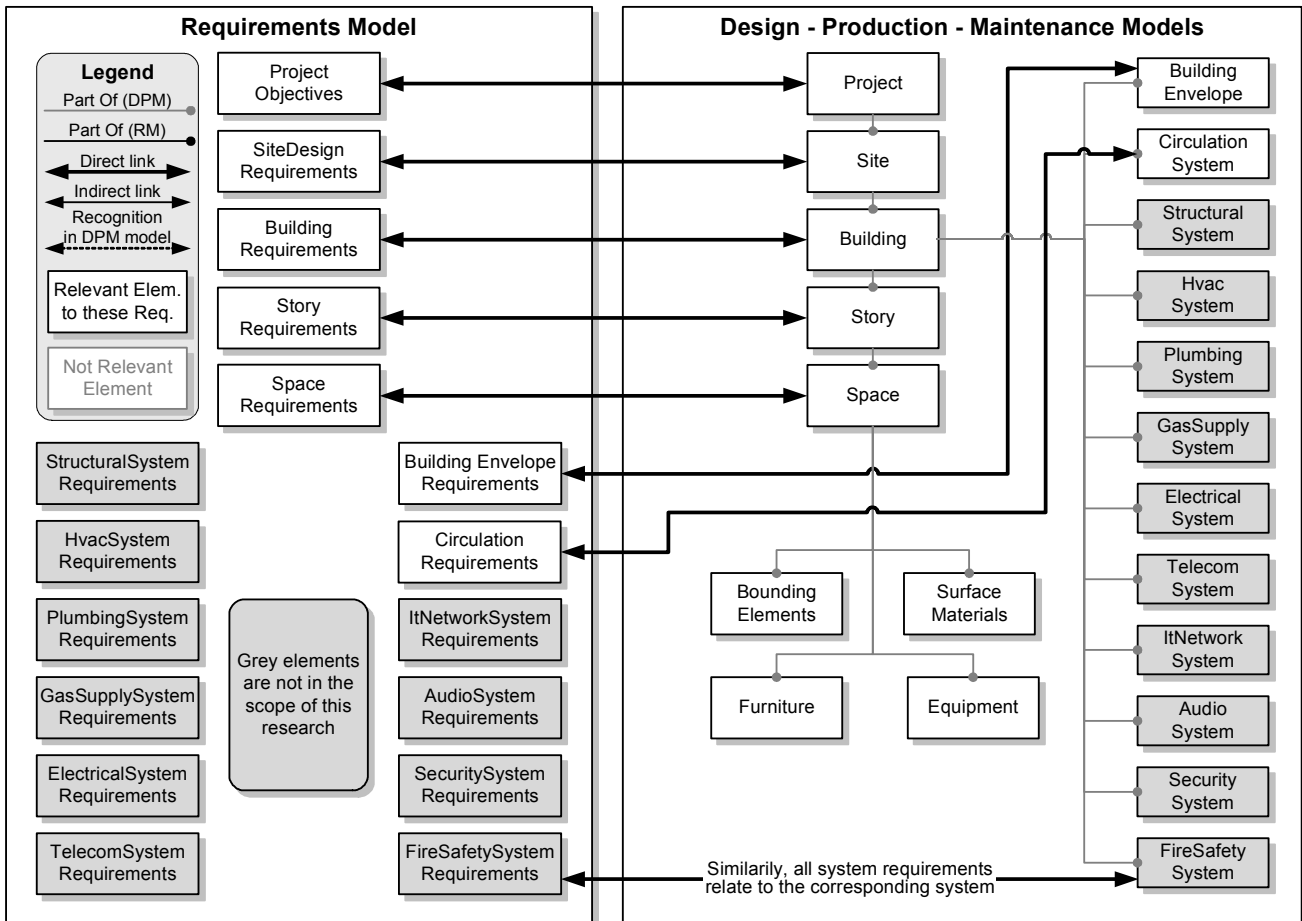 Requirements Model
Legend
Part Of (DPM)
Part Of (RM)
Direct link
Indirect link
Recognition
in DPM model
Relevant Elem.
to these Req.
Not Relevant
Element
Project
Objectives
SiteDesign
Requirements
Building
Requirements
Story
Requirements
Space
Requirements
StructuralSystem
Requirements
HvacSystem
Requirements
PlumbingSystem
Requirements
GasSupplySystem
Requirements
ElectricalSystem
Requirements
TelecomSystem
Requirements
Grey elements
are not in the
scope of this
research
Building Envelope
Requirements
Circulation
Requirements
ItNetworkSystem
Requirements
AudioSystem
Requirements
SecuritySystem
Requirements
FireSafetySystem
Requirements
Design - Production - Maintenance Models
Project
Site
Building
Story
Space
Bounding
Elements
Surface
Materials
Furniture
Equipment
Similarily, all system requirements
relate to the corresponding system
Building
Envelope
Circulation
System
Structural
System
Hvac
System
Plumbing
System
GasSupply
System
Electrical
System
Telecom
System
ItNetwork
System
Audio
System
Security
System
FireSafety
System